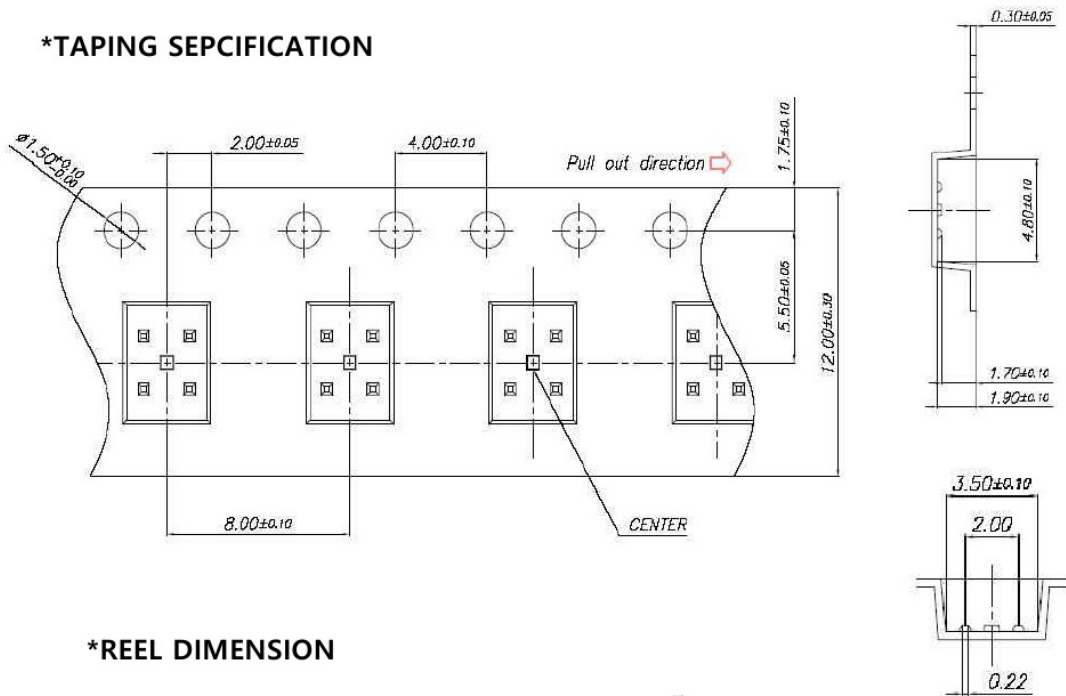 *TAPING SEPCIFICATION
0.30±0.05
ø1.50+0.10-0.00
2.00±0.05
4.00±0.10
Pull out direction
1.75±0.10
4.80±0.10
5.50±0.05
12.00±0.30
1.70±0.10
1.90±0.10
8.00±0.10
CENTER
3.50±0.10
2.00
*REEL DIMENSION
0.22